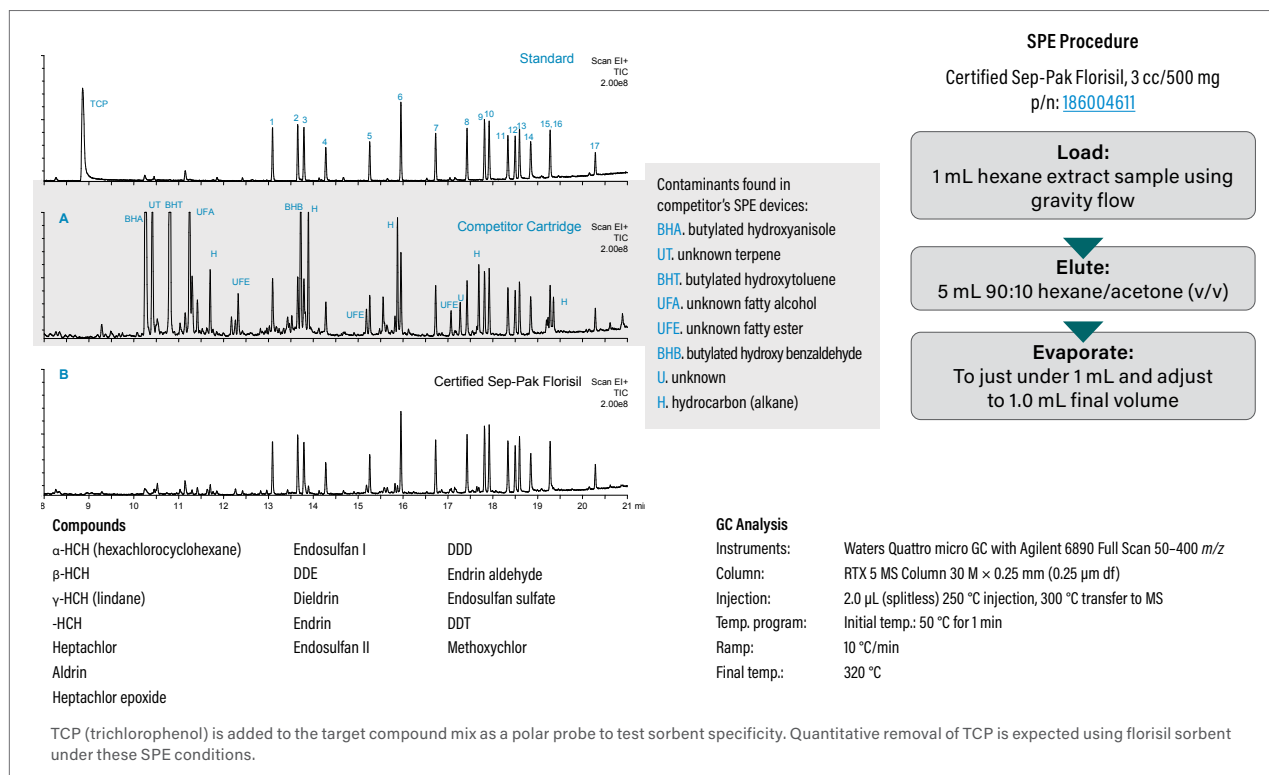 Standard
Scan EI+
TIC
2.00e8
TCP
1
2
3
4
5
6
7
8
9
10
11
12
13
14
15,16
17
A
Competitor Cartridge
Scan EI+
TIC
2.00e8
BHA
UT
BHT
UFA
H
UFE
BHB
H
UFE
H
UFE
U
H
H
B
Certified Sep-Pak Florisil
Scan EI+
TIC
2.00e8
8 9 10 11 12 13 14 15 16 17 18 19 20 21 min
Contaminants found in
competitor's SPE devices:
BHA. butylated hydroxyanisole
UT. unknown terpene
BHT. butylated hydroxytoluene
UFA. unknown fatty alcohol
UFE. unknown fatty ester
BHB. butylated hydroxy benzaldehyde
U. unknown
H. hydrocarbon (alkane)
SPE Procedure
Certified Sep-Pak Florisil, 3 cc/500 mg
p/n: 186004611
Load:
1 mL hexane extract sample using
gravity flow
Elute:
5 mL 90:10 hexane/acetone (v/v)
Evaporate:
To just under 1 mL and adjust
to 1.0 mL final volume
Compounds
α-HCH (hexachlorocyclohexane)
β-HCH
γ-HCH (lindane)
-HCH
Heptachlor
Aldrin
Heptachlor epoxide
Endosulfan I
DDE
Dieldrin
Endrin
Endosulfan II
DDD
Endrin aldehyde
Endosulfan sulfate
DDT
Methoxychlor
GC Analysis
Instruments: Waters Quattro micro GC with Agilent 6890 Full Scan 50–400 m/z
Column: RTX 5 MS Column 30 M × 0.25 mm (0.25 µm df)
Injection: 2.0 µL (splitless) 250 °C injection, 300 °C transfer to MS
Temp. program: Initial temp.: 50 °C for 1 min
Ramp: 10 °C/min
Final temp.: 320 °C
TCP (trichlorophenol) is added to the target compound mix as a polar probe to test sorbent specificity. Quantitative removal of TCP is expected using florisil sorbent
under these SPE conditions.